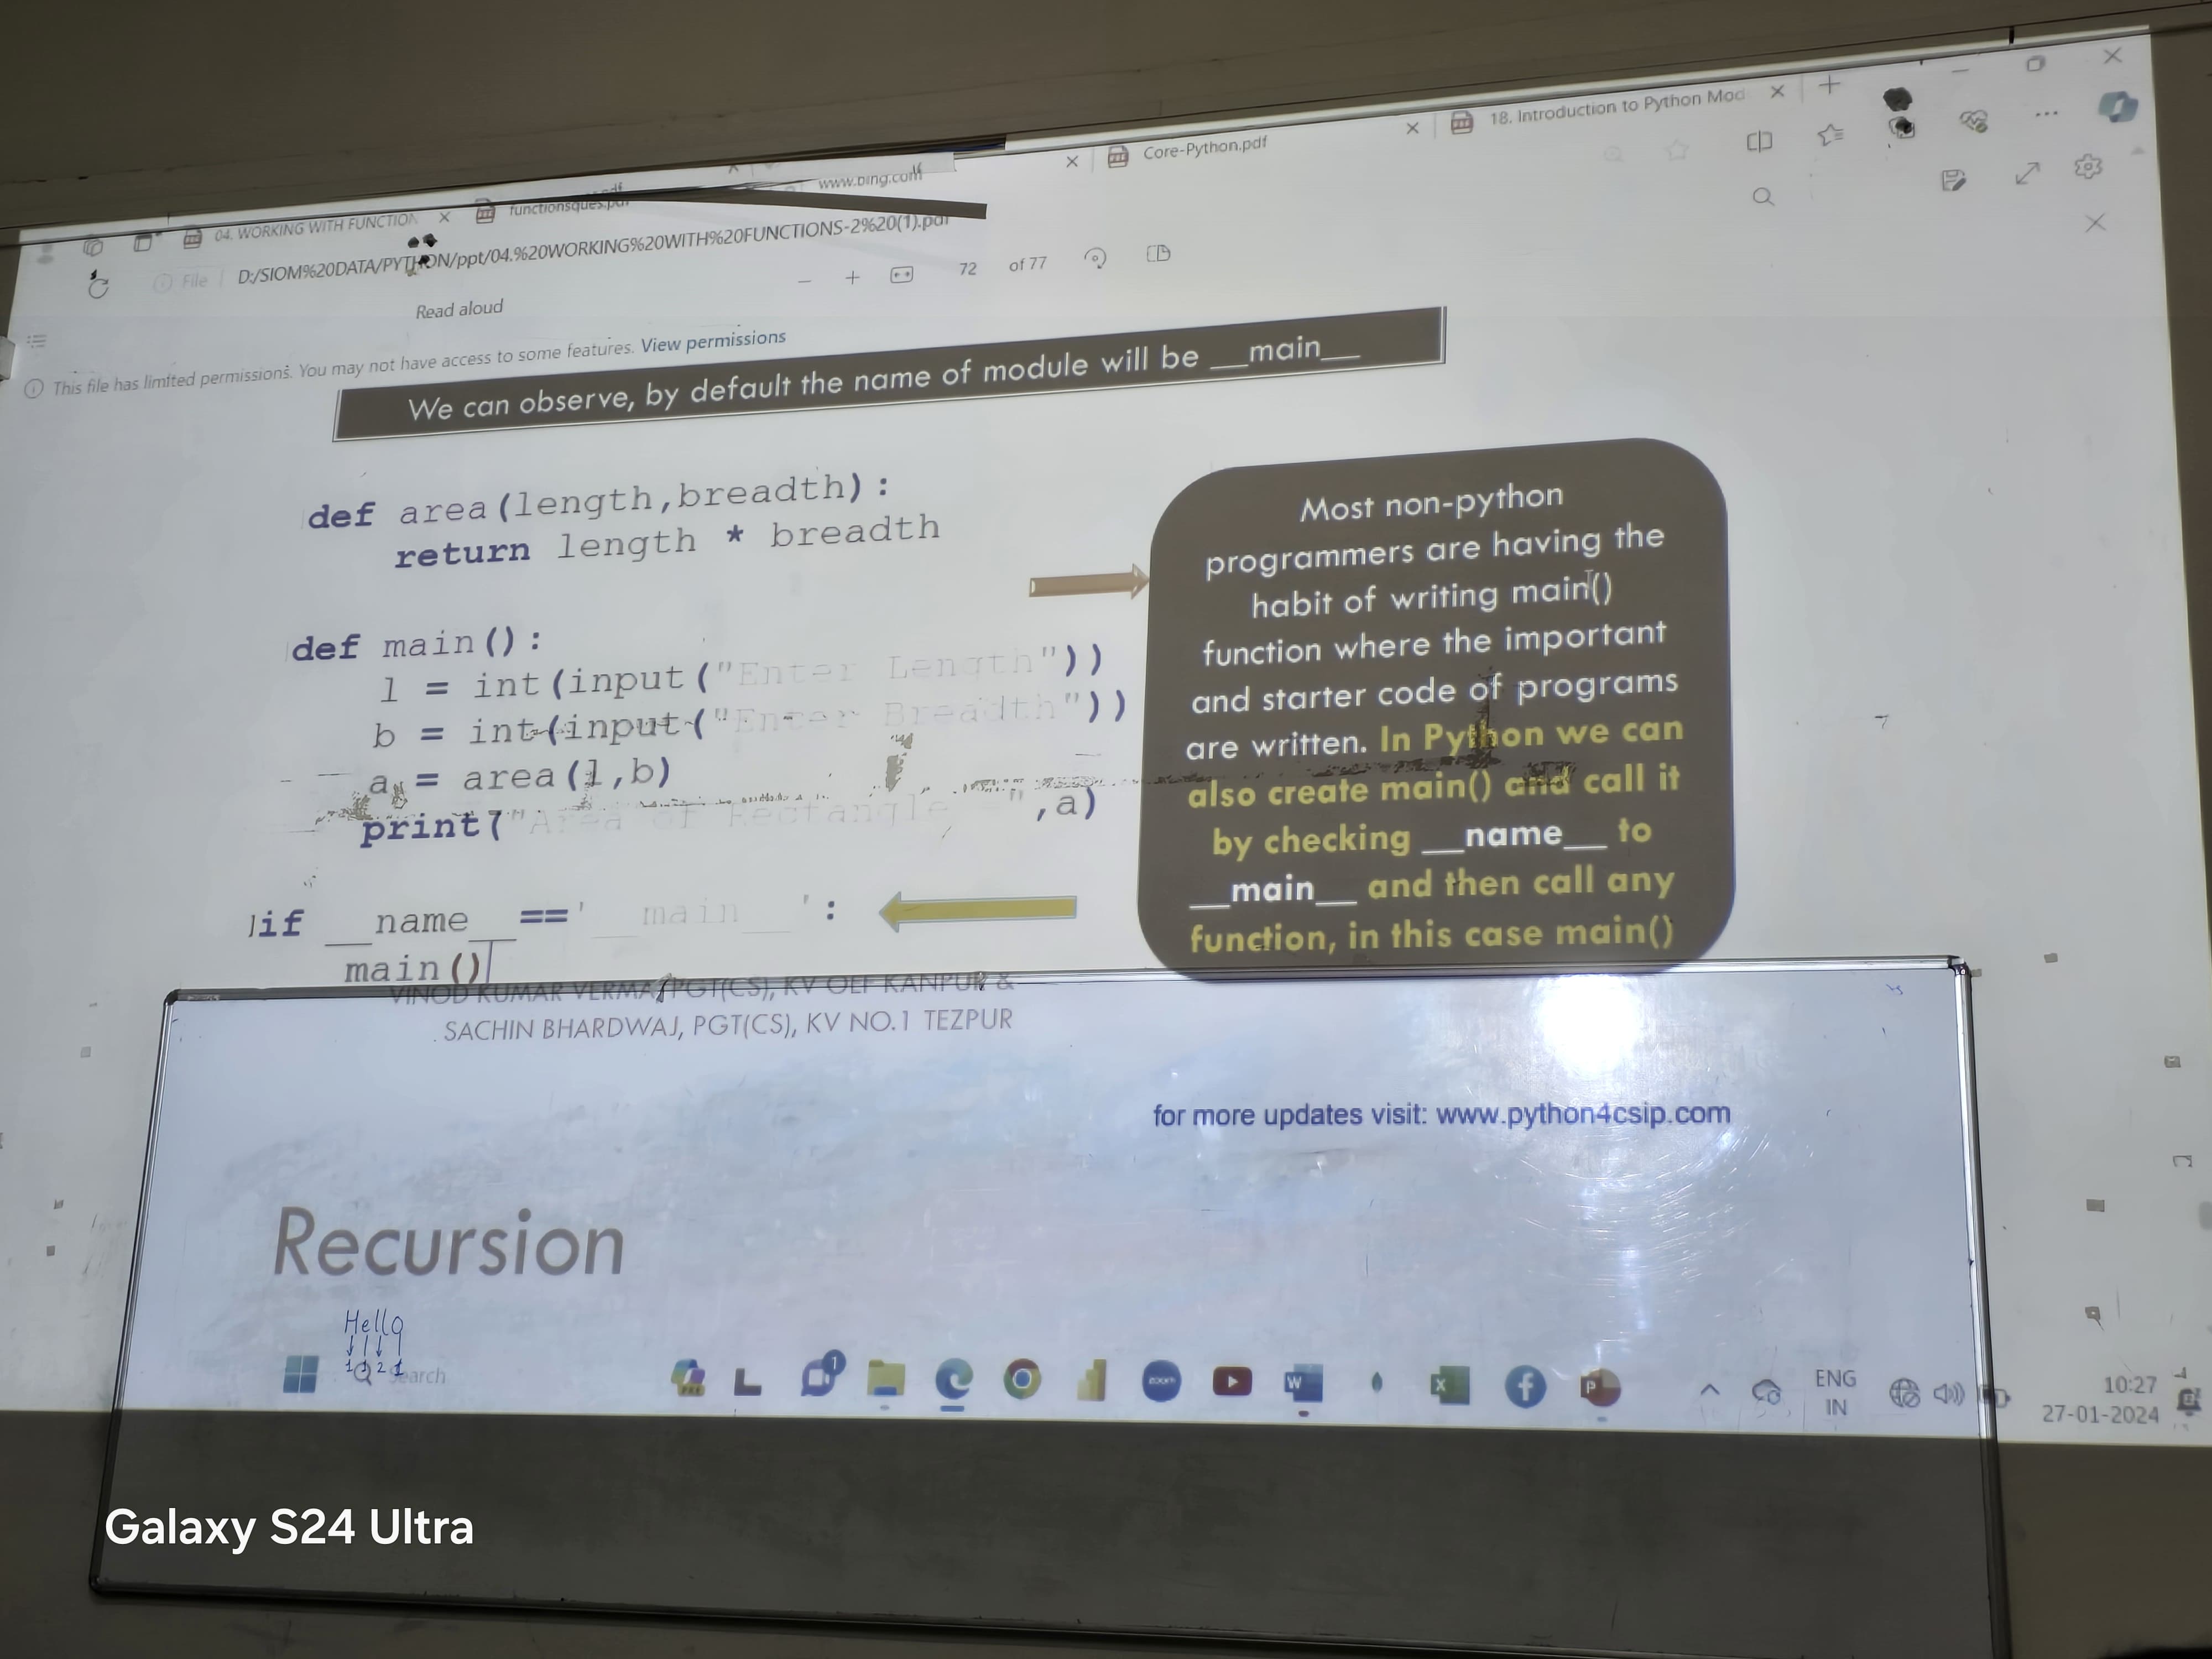 04. WORKING WITH FUNCTION
functionsques.pdf
www.bing.com
Core-Python.pdf
18. Introduction to Python Mod
File
D:/SIOM%20DATA/PYTHON/ppt/04.%20WORKING%20WITH%20FUNCTIONS-2%20(1).pdf
Read aloud
72 of 77
This file has limited permissions. You may not have access to some features. View permissions
We can observe, by default the name of module will be __main__
def area(length,breadth):
return length * breadth
def main():
l = int(input("Enter Length"))
b = int(input("Enter Breadth"))
a = area(l,b)
print("Area of Rectangle ",a)
if __name__=='__main__':
main()
Most non-python
programmers are having the
habit of writing main()
function where the important
and starter code of programs
are written. In Python we can
also create main() and call it
by checking __name__ to
__main__ and then call any
function, in this case main()
VINOD KUMAR VERMA, PGT(CS), KV OEF KANPUR &
SACHIN BHARDWAJ, PGT(CS), KV NO.1 TEZPUR
for more updates visit: www.python4csip.com
Recursion
Hello
1 1 2 1
Search
PRE
1
zoom
ENG
IN
10:27
27-01-2024
Galaxy S24 Ultra